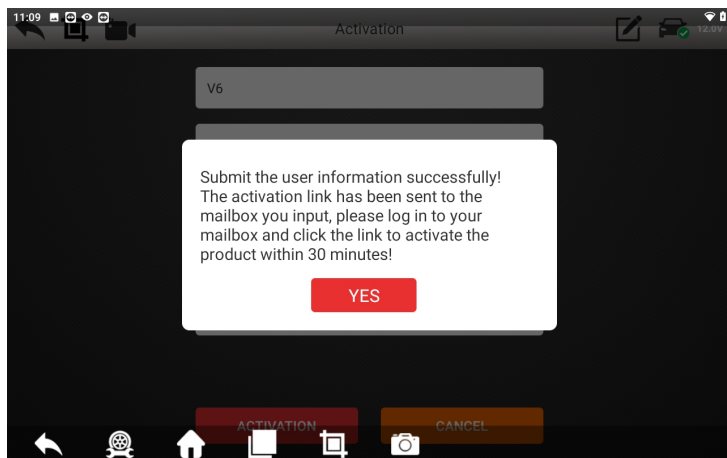 11:09
Activation
12.0V
V6
Submit the user information successfully!
The activation link has been sent to the
mailbox you input, please log in to your
mailbox and click the link to activate the
product within 30 minutes!
YES
ACTIVATION
CANCEL